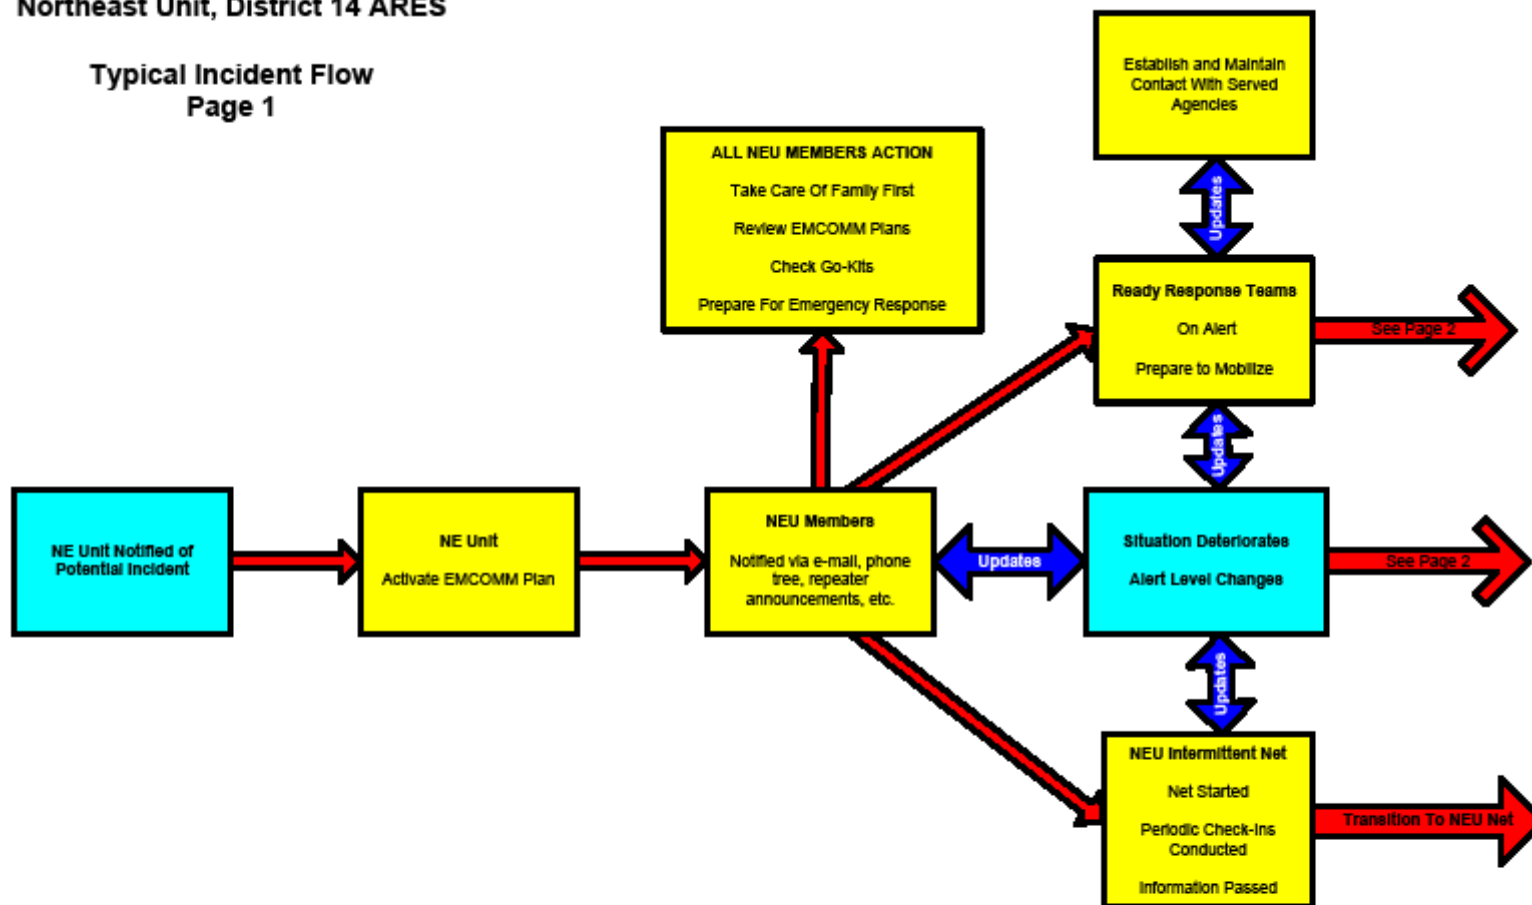 Northeast Unit, District 14 ARES
Typical Incident Flow
Page 1
Establish and Maintain
Contact With Served
Agencies
ALL NEU MEMBERS ACTION
Take Care Of Family First
Review EMCOMM Plans
Check Go-Kits
Prepare For Emergency Response
Updates
Ready Response Teams
On Alert
Prepare to Mobilize
See Page 2
Updates
NE Unit Notified of
Potential Incident
NE Unit
Activate EMCOMM Plan
NEU Members
Notified via e-mail, phone
tree, repeater
announcements, etc.
Updates
Situation Deteriorates
Alert Level Changes
See Page 2
Updates
NEU Intermittent Net
Net Started
Periodic Check-Ins
Conducted
Information Passed
Transition To NEU Net